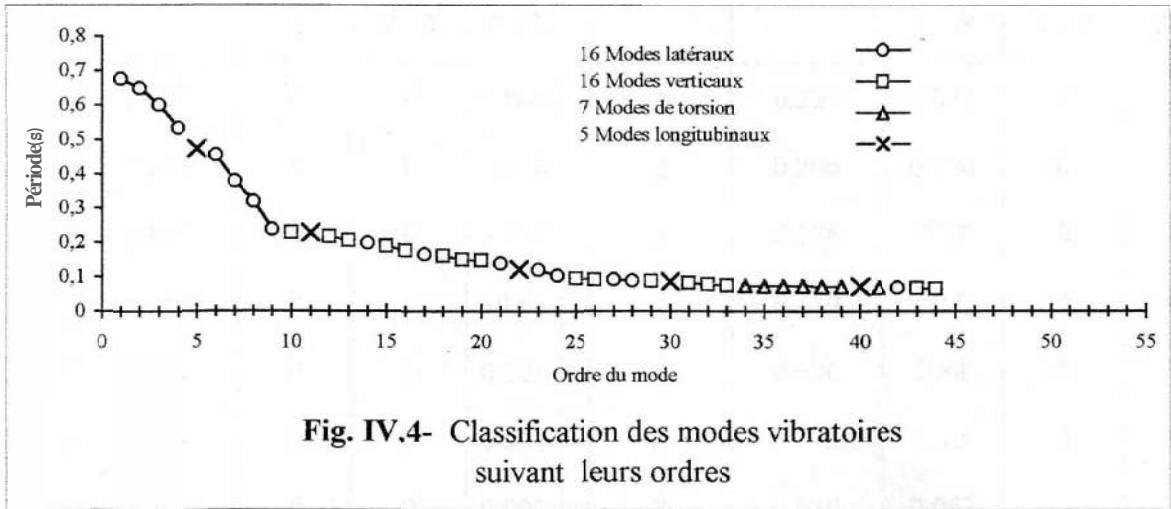 0,8
0,7
0,6
0,5
0,4
0,3
0,2
0,1
0
Période(s)
16 Modes latéraux
16 Modes verticaux
7 Modes de torsion
5 Modes longitubinaux
0 5 10 15 20 25 30 35 40 45 50 55
Ordre du mode
Fig. IV.4- Classification des modes vibratoires
suivant leurs ordres